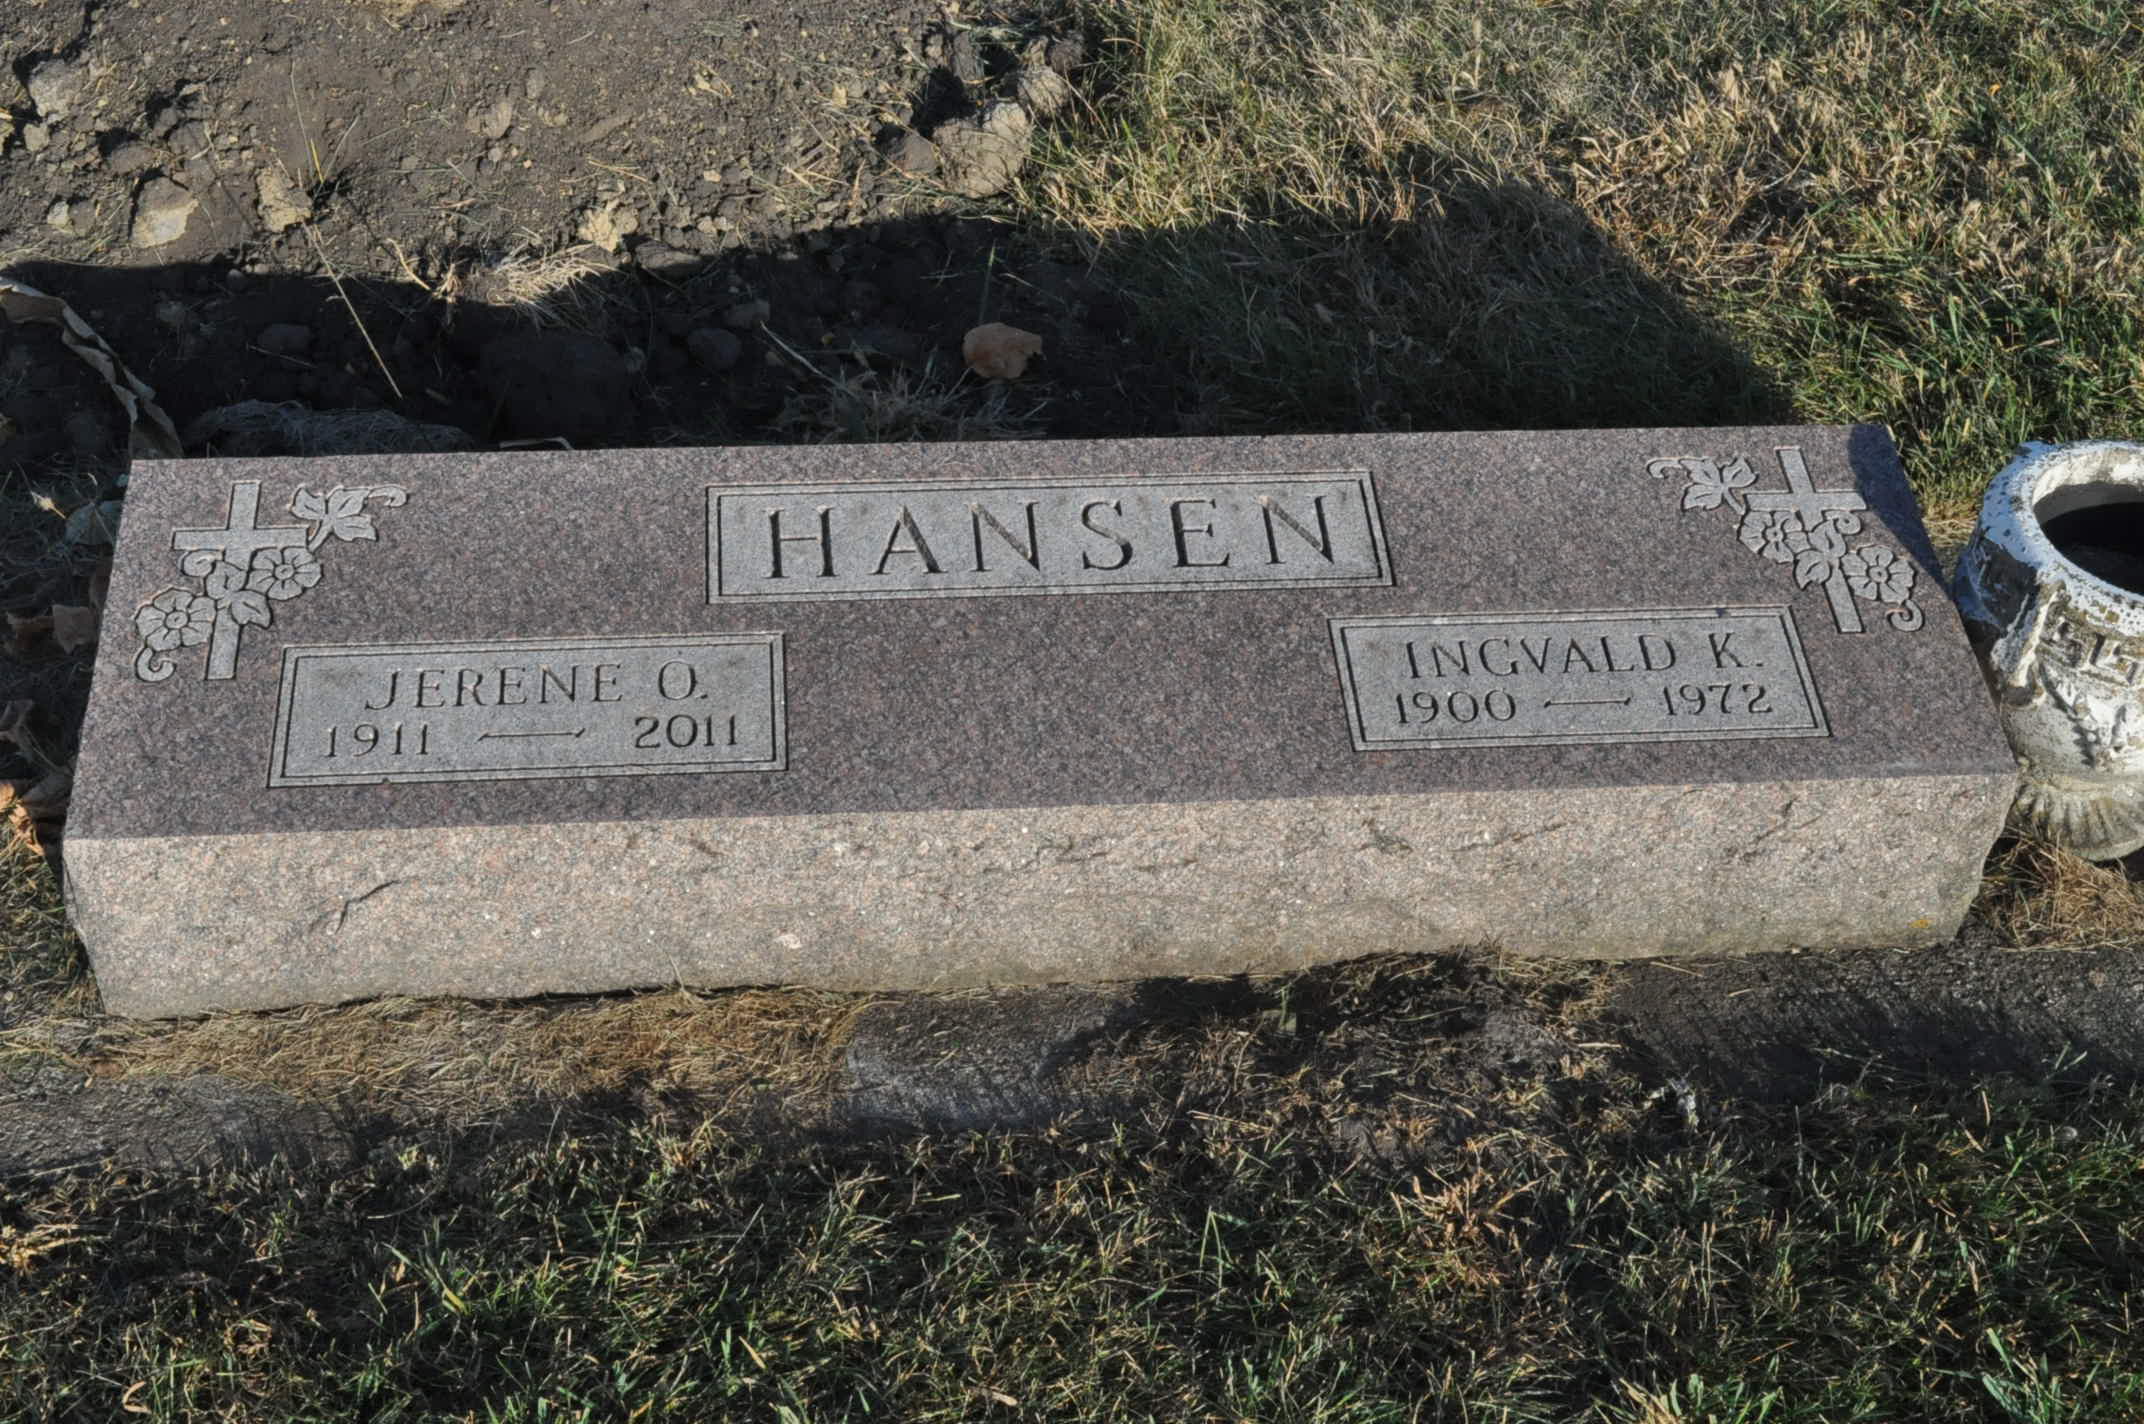 HANSEN
JERENE O.
1911 — 2011
INGVALD K.
1900 — 1972